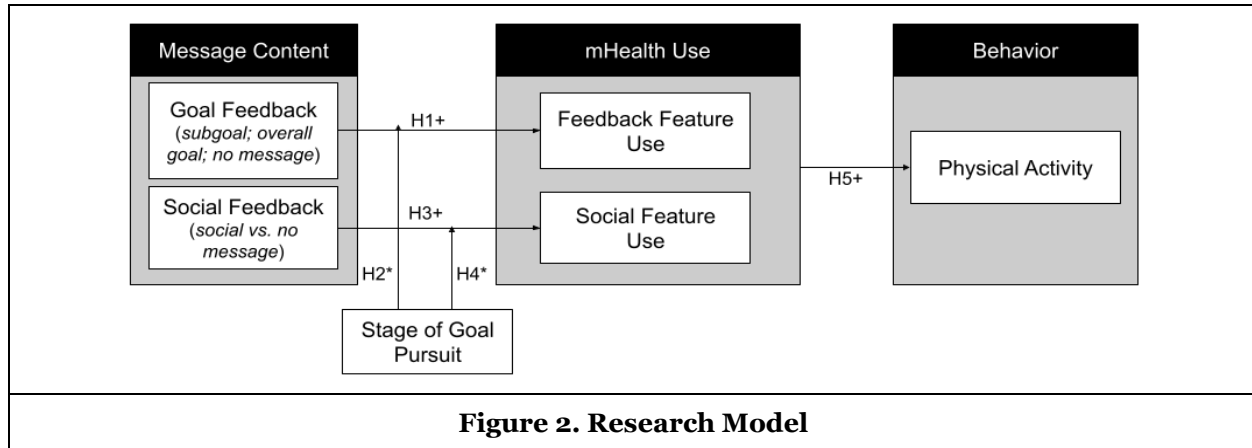 Message Content
Goal Feedback
(subgoal; overall
goal; no message)
Social Feedback
(social vs. no
message)
H1+
H3+
H2*
H4*
Stage of Goal
Pursuit
mHealth Use
Feedback Feature
Use
Social Feature
Use
H5+
Behavior
Physical Activity
Figure 2. Research Model